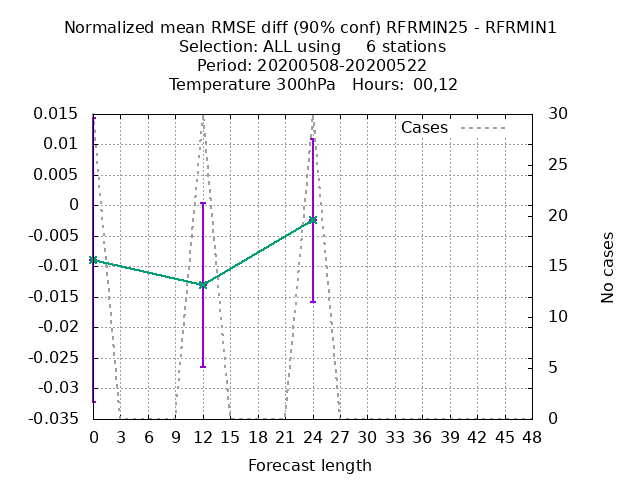 Normalized mean RMSE diff (90% conf) RFRMIN25 - RFRMIN1
Selection: ALL using     6 stations
Period: 20200508-20200522
Temperature 300hPa   Hours: 00,12
Cases
0.015
0.01
0.005
0
-0.005
-0.01
-0.015
-0.02
-0.025
-0.03
-0.035
30
25
20
15
10
5
0
No cases
0 3 6 9 12 15 18 21 24 27 30 33 36 39 42 45 48
Forecast length